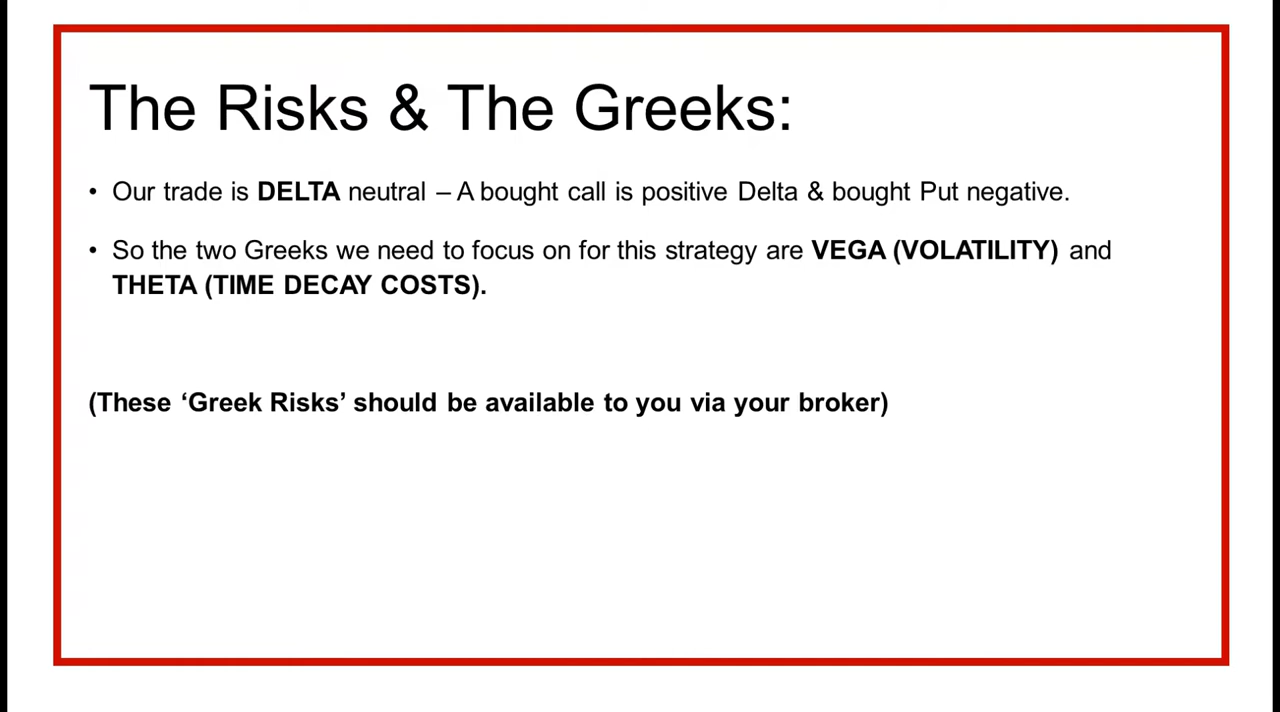 The Risks & The Greeks:
• Our trade is DELTA neutral – A bought call is positive Delta & bought Put negative.
• So the two Greeks we need to focus on for this strategy are VEGA (VOLATILITY) and
THETA (TIME DECAY COSTS).
(These ‘Greek Risks’ should be available to you via your broker)